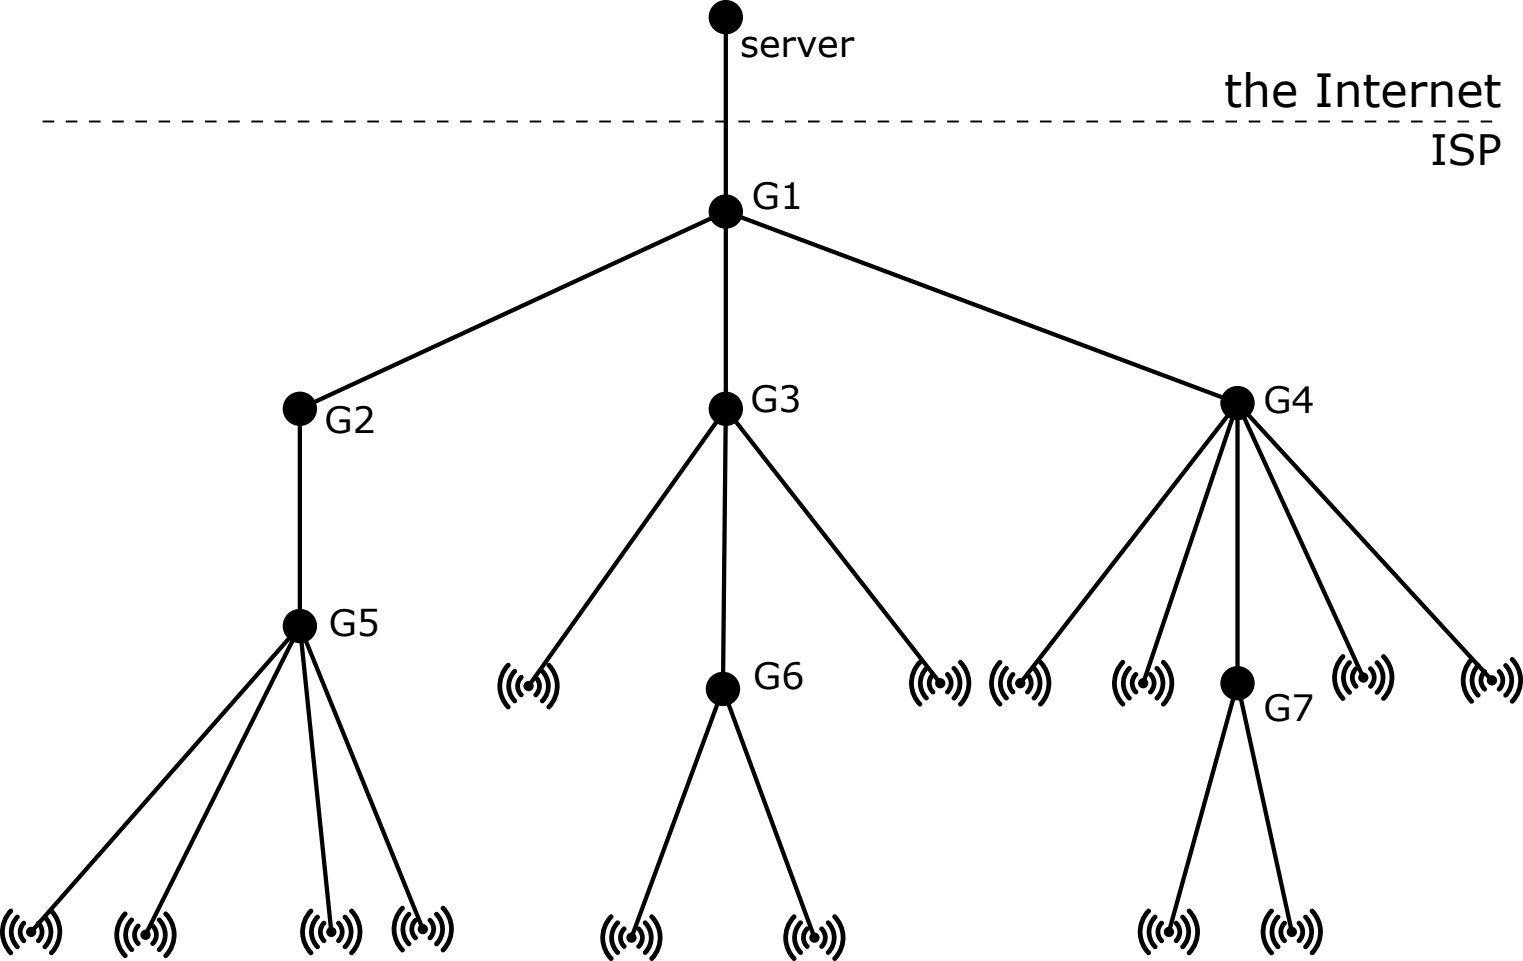 server
the Internet
ISP
G1
G2
G3
G4
G5
G6
G7